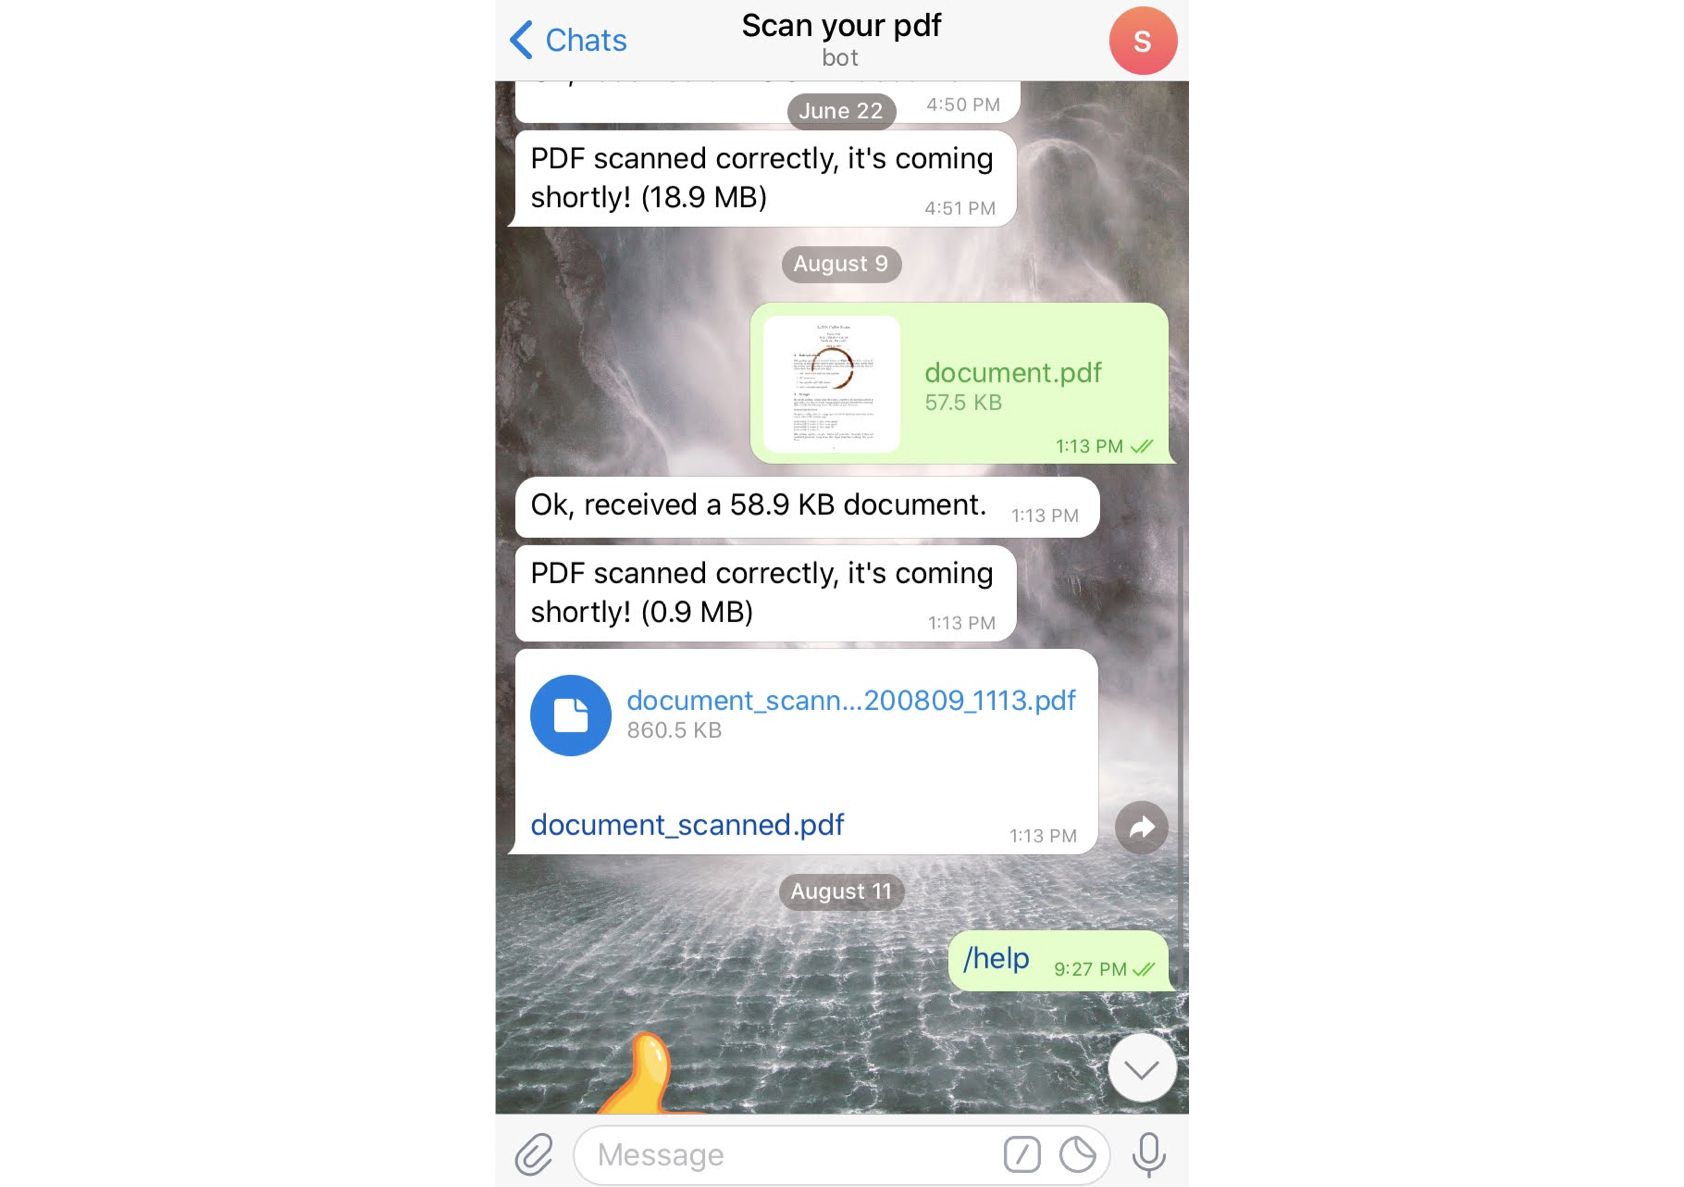 Chats
Scan your pdf
bot
S
4:50 PM
June 22
PDF scanned correctly, it's coming
shortly! (18.9 MB)
4:51 PM
August 9
document.pdf
57.5 KB
1:13 PM
Ok, received a 58.9 KB document.
1:13 PM
PDF scanned correctly, it's coming
shortly! (0.9 MB)
1:13 PM
document_scann...200809_1113.pdf
860.5 KB
document_scanned.pdf
1:13 PM
August 11
/help
9:27 PM
Message